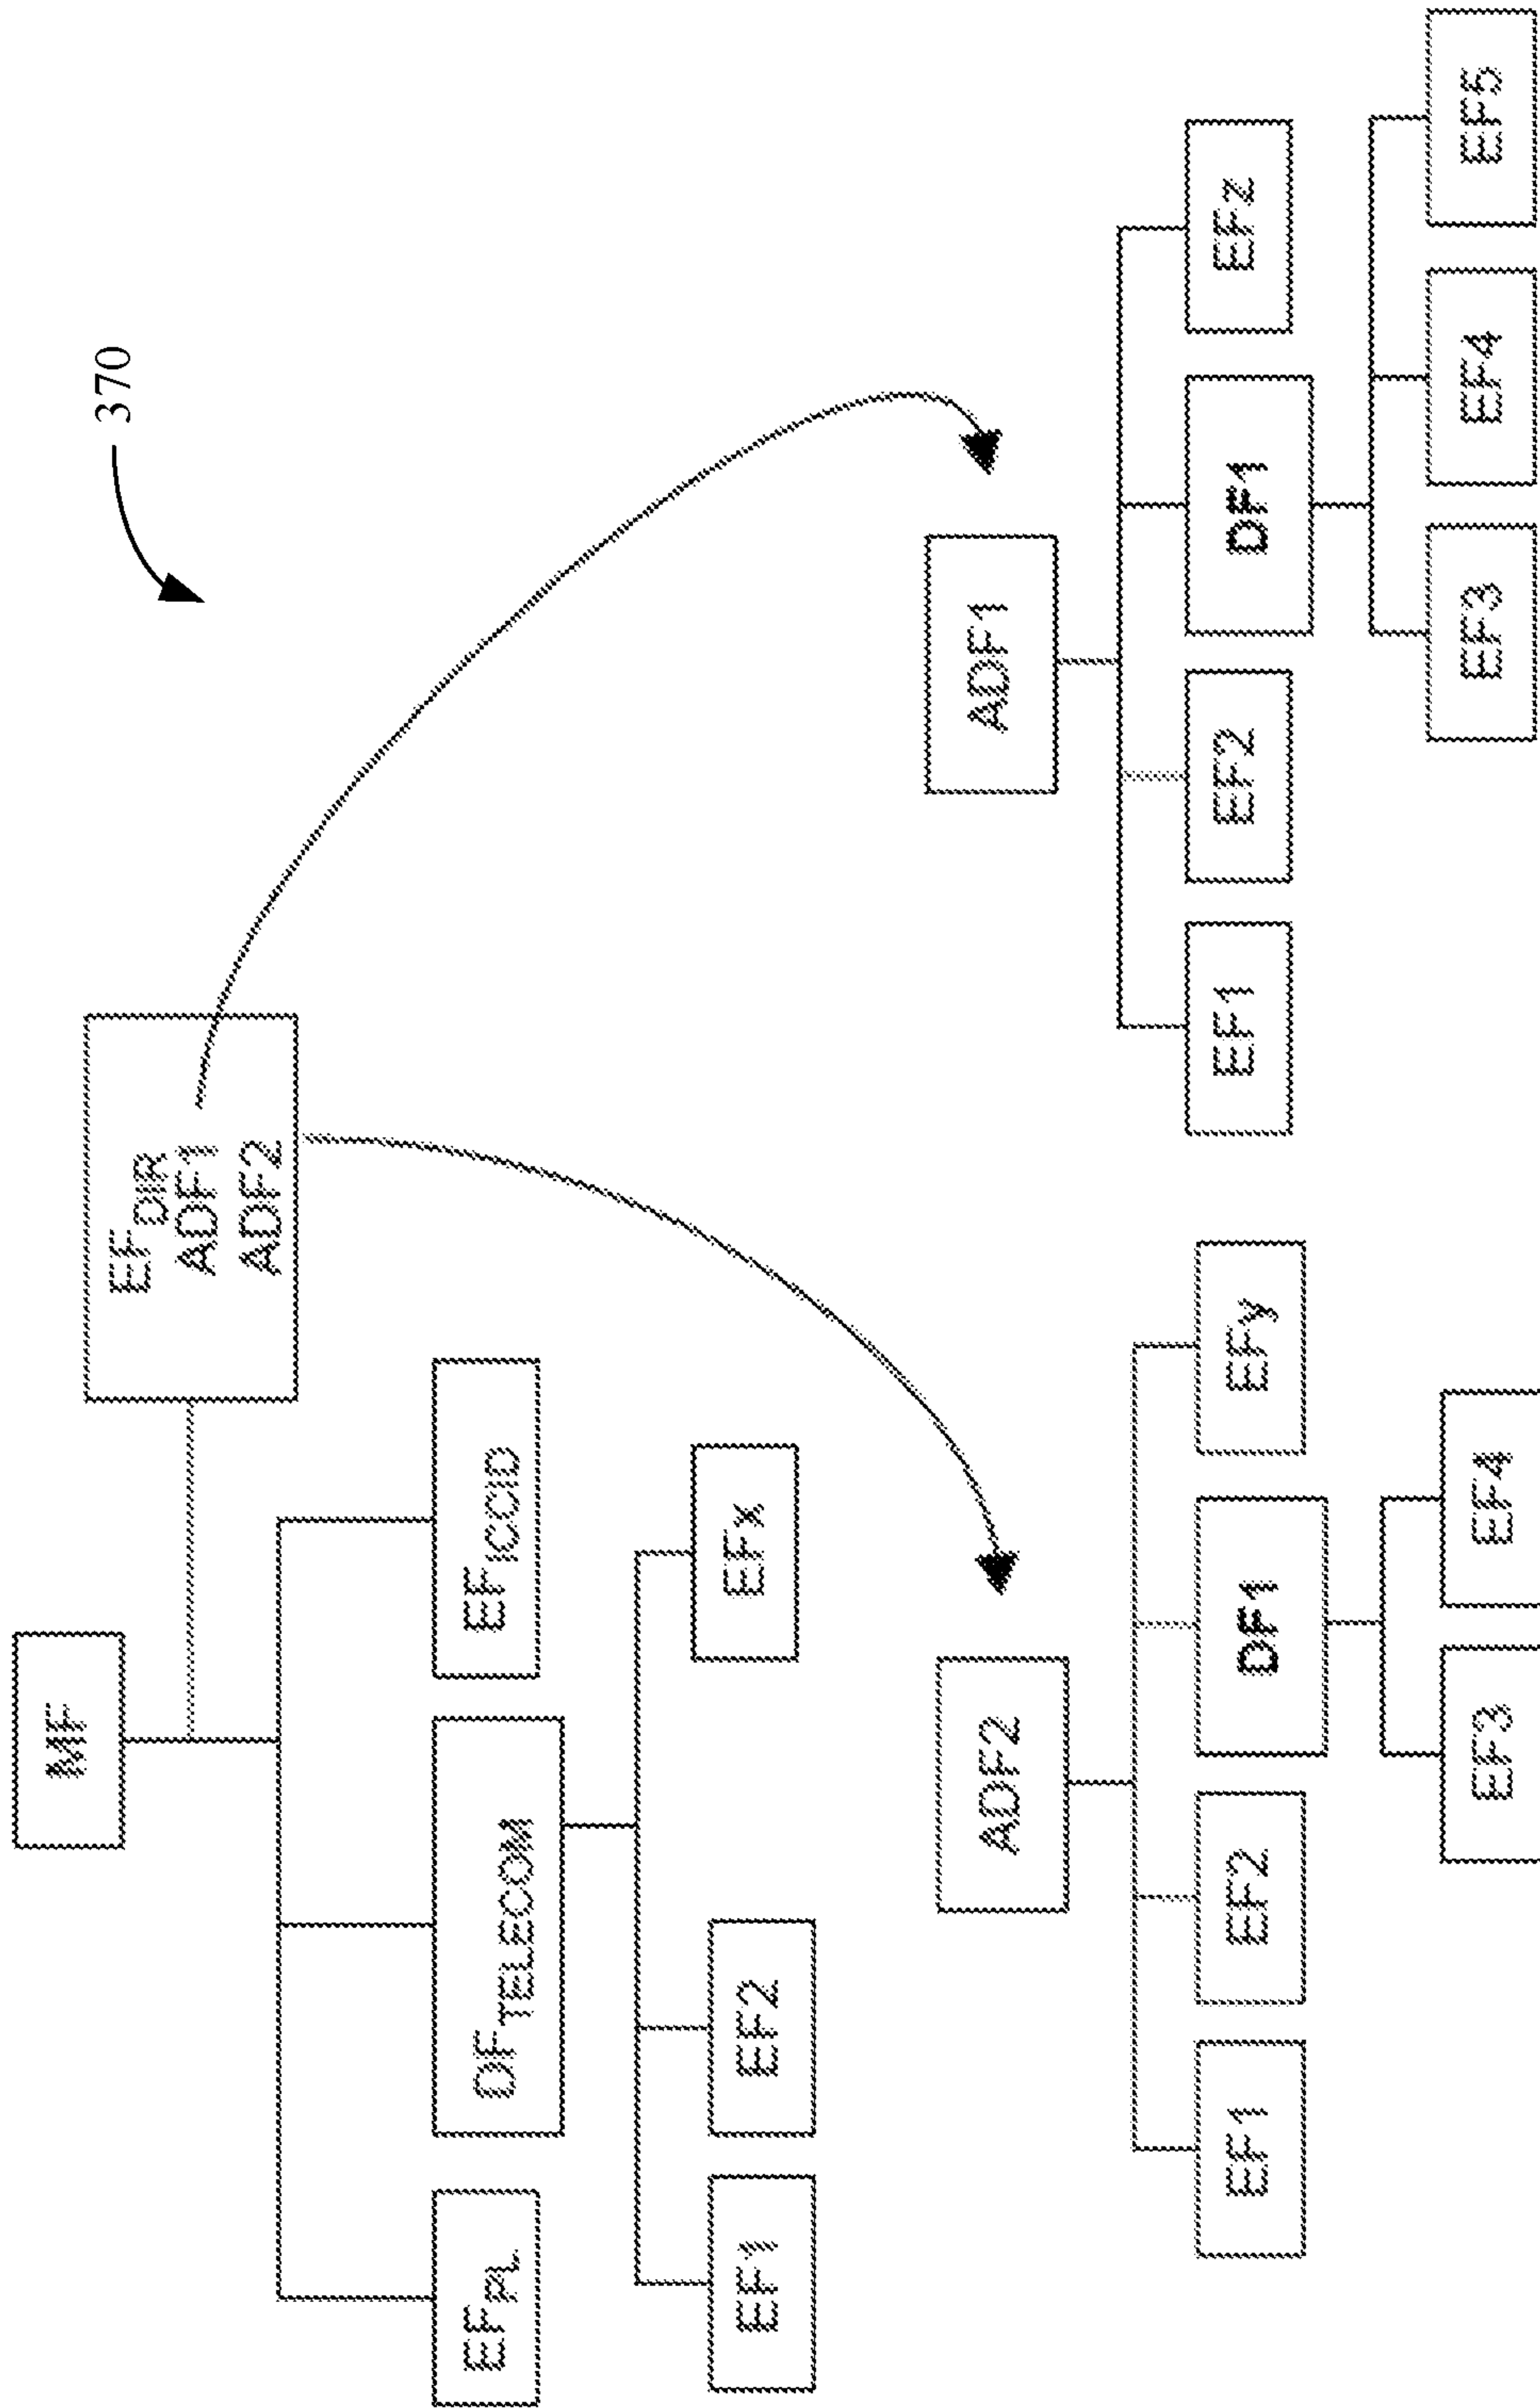 370
MF
EF_DIR
ADF1
ADF2
EF_PL
DF_TELECOM
EF_ICCID
EF1
EF2
EFx
ADF2
ADF1
EF1
EF2
DF1
EFy
EF1
EF2
DF1
EFz
EF3
EF4
EF3
EF4
EF5